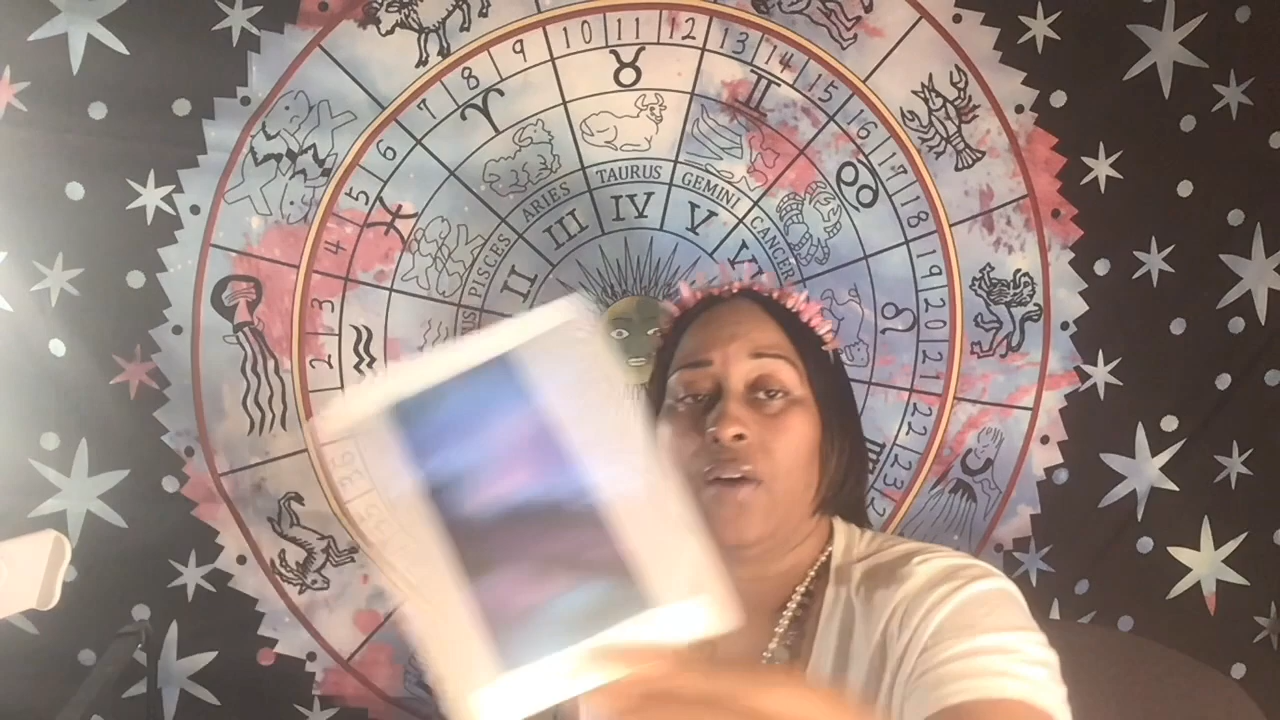 10 11 12 13 14 15 16 17 18 19 20 21 22 23
9 8 7 6 5 4 3 2
ARIES TAURUS GEMINI CANCER
PISCES
II III IV V VI